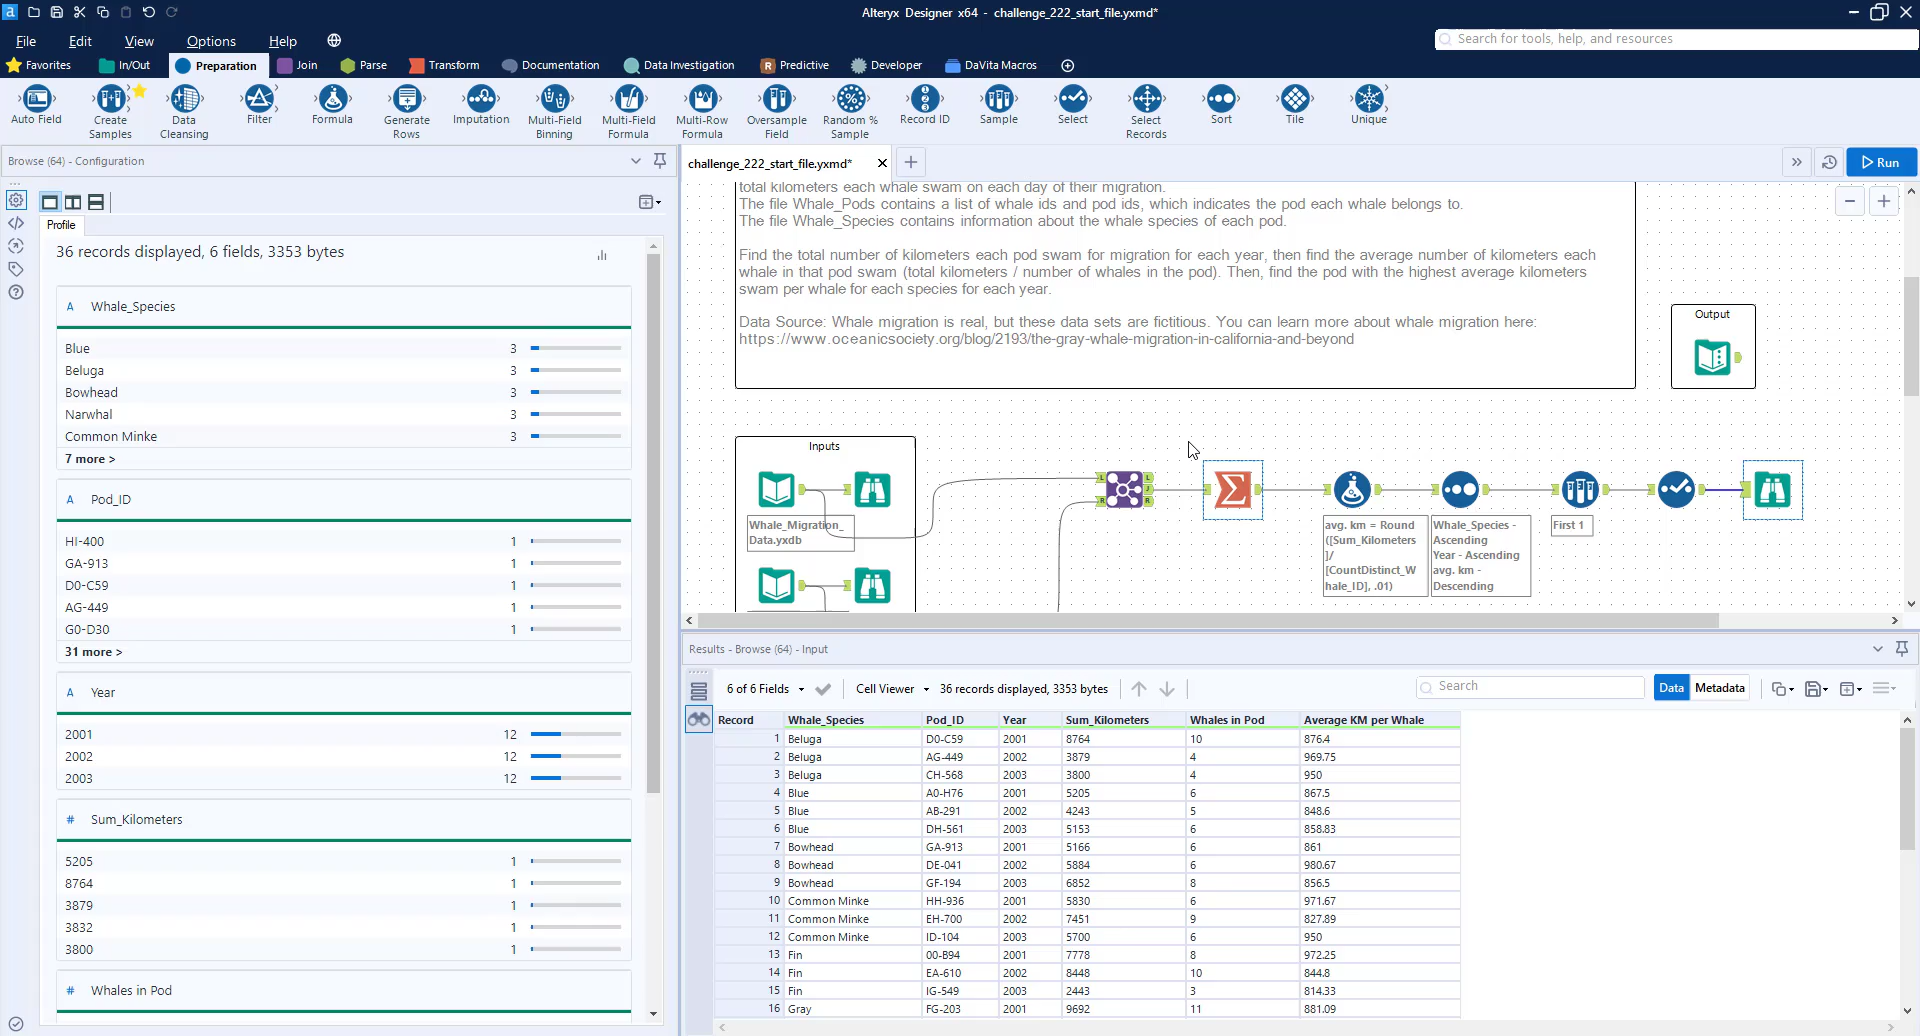 Alteryx Designer x64 - challenge_222_start_file.yxmd*
File Edit View Options Help
Search for tools, help, and resources
Favorites In/Out Preparation Join Parse Transform Documentation Data Investigation Predictive Developer DaVita Macros
Auto Field
Create Samples
Data Cleansing
Filter
Formula
Generate Rows
Imputation
Multi-Field Binning
Multi-Field Formula
Multi-Row Formula
Oversample Field
Random % Sample
Record ID
Sample
Select
Select Records
Sort
Tile
Unique
Browse (64) - Configuration
Profile
36 records displayed, 6 fields, 3353 bytes
A Whale_Species
Blue 3
Beluga 3
Bowhead 3
Narwhal 3
Common Minke 3
7 more >
A Pod_ID
HI-400 1
GA-913 1
D0-C59 1
AG-449 1
G0-D30 1
31 more >
A Year
2001 12
2002 12
2003 12
# Sum_Kilometers
5205 1
8764 1
3879 1
3832 1
3800 1
# Whales in Pod
challenge_222_start_file.yxmd*
Run
total kilometers each whale swam on each day of their migration.
The file Whale_Pods contains a list of whale ids and pod ids, which indicates the pod each whale belongs to.
The file Whale_Species contains information about the whale species of each pod.
Find the total number of kilometers each pod swam for migration for each year, then find the average number of kilometers each
whale in that pod swam (total kilometers / number of whales in the pod). Then, find the pod with the highest average kilometers
swam per whale for each species for each year.
Data Source: Whale migration is real, but these data sets are fictitious. You can learn more about whale migration here:
https://www.oceanicsociety.org/blog/2193/the-gray-whale-migration-in-california-and-beyond
Output
Inputs
Whale_Migration_
Data.yxdb
L
R
L
J
R
avg. km = Round
([Sum_Kilometers
]/
[CountDistinct_W
hale_ID], .01)
Whale_Species -
Ascending
Year - Ascending
avg. km -
Descending
First 1
Results - Browse (64) - Input
6 of 6 Fields Cell Viewer 36 records displayed, 3353 bytes Search Data Metadata
Record Whale_Species Pod_ID Year Sum_Kilometers Whales in Pod Average KM per Whale
1 Beluga D0-C59 2001 8764 10 876.4
2 Beluga AG-449 2002 3879 4 969.75
3 Beluga CH-568 2003 3800 4 950
4 Blue A0-H76 2001 5205 6 867.5
5 Blue AB-291 2002 4243 5 848.6
6 Blue DH-561 2003 5153 6 858.83
7 Bowhead GA-913 2001 5166 6 861
8 Bowhead DE-041 2002 5884 6 980.67
9 Bowhead GF-194 2003 6852 8 856.5
10 Common Minke HH-936 2001 5830 6 971.67
11 Common Minke EH-700 2002 7451 9 827.89
12 Common Minke ID-104 2003 5700 6 950
13 Fin 00-B94 2001 7778 8 972.25
14 Fin EA-610 2002 8448 10 844.8
15 Fin IG-549 2003 2443 3 814.33
16 Gray FG-203 2001 9692 11 881.09